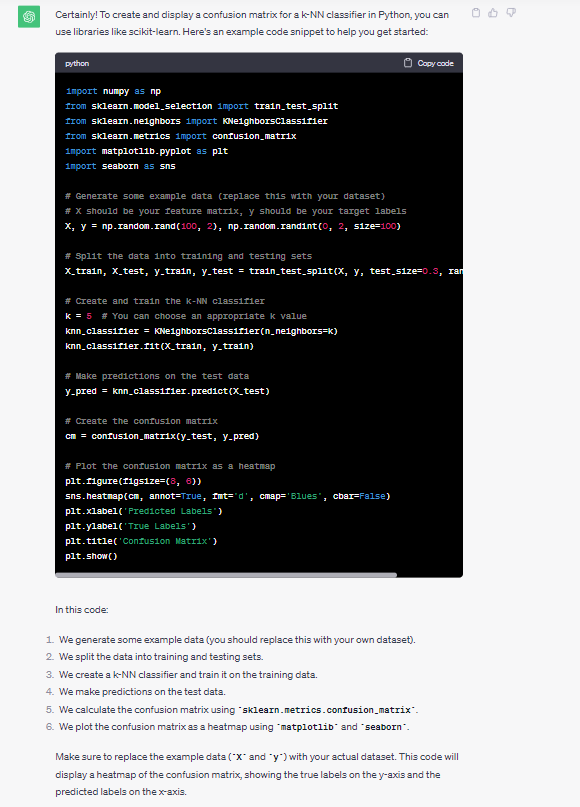 Certainly! To create and display a confusion matrix for a k-NN classifier in Python, you can
use libraries like scikit-learn. Here's an example code snippet to help you get started:
python
Copy code
import numpy as np
from sklearn.model_selection import train_test_split
from sklearn.neighbors import KNeighborsClassifier
from sklearn.metrics import confusion_matrix
import matplotlib.pyplot as plt
import seaborn as sns
# Generate some example data (replace this with your dataset)
# X should be your feature matrix, y should be your target labels
X, y = np.random.rand(100, 2), np.random.randint(0, 2, size=100)
# Split the data into training and testing sets
X_train, X_test, y_train, y_test = train_test_split(X, y, test_size=0.3, ran
# Create and train the k-NN classifier
k = 5  # You can choose an appropriate k value
knn_classifier = KNeighborsClassifier(n_neighbors=k)
knn_classifier.fit(X_train, y_train)
# Make predictions on the test data
y_pred = knn_classifier.predict(X_test)
# Create the confusion matrix
cm = confusion_matrix(y_test, y_pred)
# Plot the confusion matrix as a heatmap
plt.figure(figsize=(8, 6))
sns.heatmap(cm, annot=True, fmt='d', cmap='Blues', cbar=False)
plt.xlabel('Predicted Labels')
plt.ylabel('True Labels')
plt.title('Confusion Matrix')
plt.show()
In this code:
1. We generate some example data (you should replace this with your own dataset).
2. We split the data into training and testing sets.
3. We create a k-NN classifier and train it on the training data.
4. We make predictions on the test data.
5. We calculate the confusion matrix using `sklearn.metrics.confusion_matrix`.
6. We plot the confusion matrix as a heatmap using `matplotlib` and `seaborn`.
Make sure to replace the example data (`X` and `y`) with your actual dataset. This code will
display a heatmap of the confusion matrix, showing the true labels on the y-axis and the
predicted labels on the x-axis.